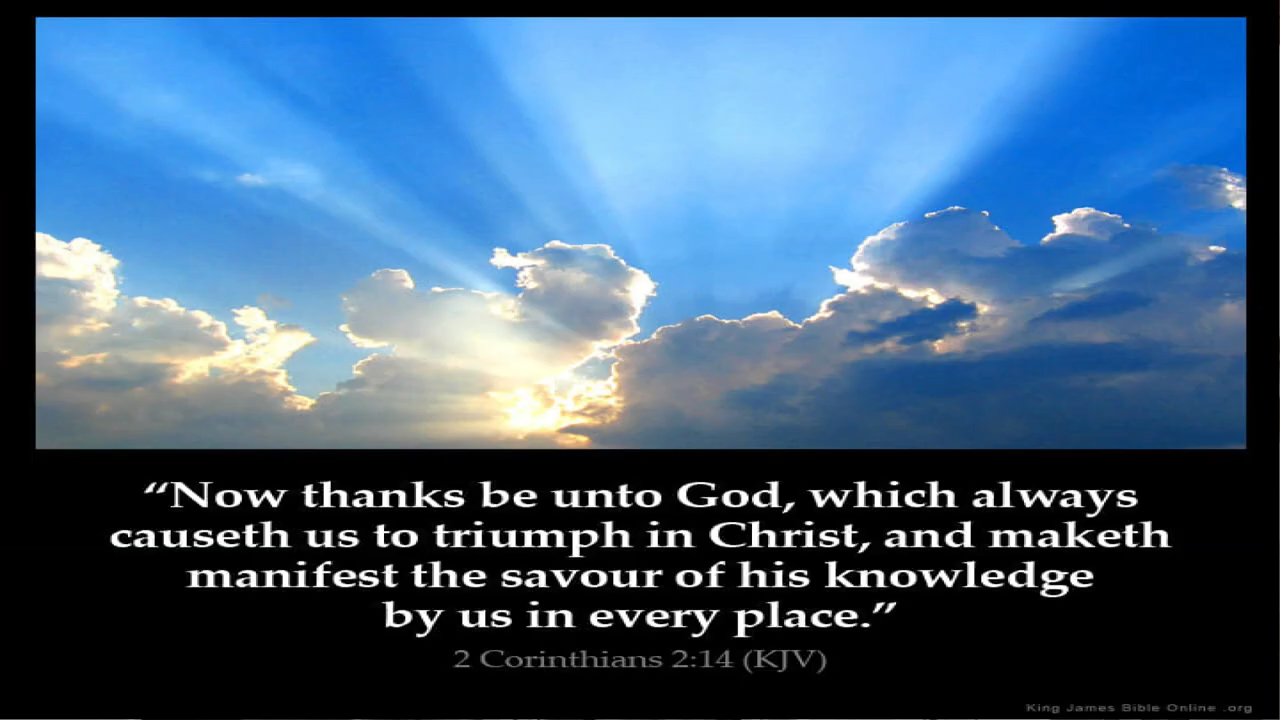 “Now thanks be unto God, which always
causeth us to triumph in Christ, and maketh
manifest the savour of his knowledge
by us in every place.”
2 Corinthians 2:14 (KJV)
King James Bible Online .org